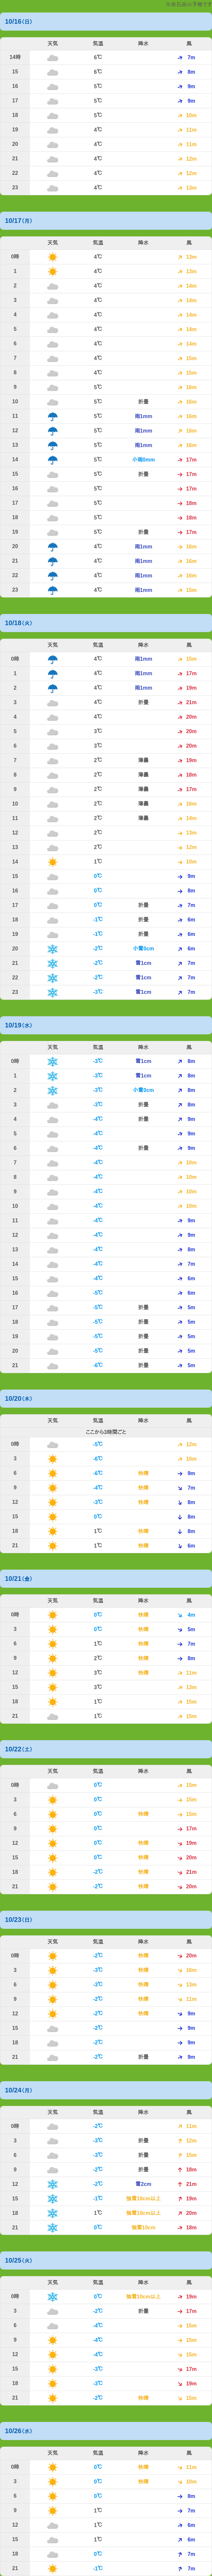 10/16(日)
天気 気温 降水 風
14時 6℃ 7m
15 6℃ 8m
16 5℃ 9m
17 5℃ 9m
18 5℃ 10m
19 4℃ 11m
20 4℃ 11m
21 4℃ 12m
22 4℃ 12m
23 4℃ 13m
10/17(月)
天気 気温 降水 風
0時 4℃ 13m
1 4℃ 13m
2 4℃ 14m
3 4℃ 14m
4 4℃ 14m
5 4℃ 14m
6 4℃ 14m
7 4℃ 15m
8 4℃ 15m
9 5℃ 16m
10 5℃ 折曇 16m
11 5℃ 雨1mm 16m
12 5℃ 雨1mm 16m
13 5℃ 雨1mm 16m
14 5℃ 小雨0mm 17m
15 5℃ 折曇 17m
16 5℃ 17m
17 5℃ 18m
18 5℃ 18m
19 5℃ 折曇 17m
20 4℃ 雨1mm 16m
21 4℃ 雨1mm 16m
22 4℃ 雨1mm 16m
23 4℃ 雨1mm 15m
10/18(火)
天気 気温 降水 風
0時 4℃ 雨1mm 15m
1 4℃ 雨1mm 17m
2 4℃ 雨1mm 19m
3 4℃ 折曇 21m
4 4℃ 20m
5 3℃ 20m
6 3℃ 20m
7 2℃ 薄曇 19m
8 2℃ 薄曇 18m
9 2℃ 薄曇 17m
10 2℃ 薄曇 16m
11 2℃ 薄曇 14m
12 2℃ 13m
13 2℃ 12m
14 1℃ 10m
15 0℃ 9m
16 0℃ 8m
17 0℃ 折曇 7m
18 -1℃ 折曇 6m
19 -1℃ 折曇 6m
20 -2℃ 小雪0cm 6m
21 -2℃ 雪1cm 7m
22 -2℃ 雪1cm 7m
23 -3℃ 雪1cm 7m
10/19(水)
天気 気温 降水 風
0時 -3℃ 雪1cm 8m
1 -3℃ 雪1cm 8m
2 -3℃ 小雪0cm 8m
3 -3℃ 折曇 8m
4 -4℃ 折曇 9m
5 -4℃ 9m
6 -4℃ 折曇 9m
7 -4℃ 10m
8 -4℃ 10m
9 -4℃ 10m
10 -4℃ 10m
11 -4℃ 9m
12 -4℃ 9m
13 -4℃ 8m
14 -4℃ 7m
15 -4℃ 6m
16 -5℃ 6m
17 -5℃ 折曇 5m
18 -5℃ 折曇 5m
19 -5℃ 折曇 5m
20 -5℃ 折曇 5m
21 -6℃ 折曇 5m
10/20(木)
天気 気温 降水 風
ここから3時間ごと
0時 -5℃ 12m
3 -6℃ 10m
6 -6℃ 快晴 9m
9 -4℃ 快晴 7m
12 -3℃ 快晴 8m
15 0℃ 8m
18 1℃ 快晴 8m
21 1℃ 快晴 6m
10/21(金)
天気 気温 降水 風
0時 0℃ 快晴 4m
3 0℃ 快晴 5m
6 1℃ 快晴 7m
9 2℃ 快晴 8m
12 3℃ 快晴 11m
15 3℃ 13m
18 1℃ 15m
21 1℃ 15m
10/22(土)
天気 気温 降水 風
0時 0℃ 15m
3 0℃ 15m
6 0℃ 快晴 15m
9 0℃ 17m
12 0℃ 快晴 19m
15 0℃ 快晴 20m
18 -2℃ 快晴 21m
21 -2℃ 快晴 20m
10/23(日)
天気 気温 降水 風
0時 -2℃ 快晴 20m
3 -3℃ 快晴 16m
6 -3℃ 快晴 13m
9 -2℃ 快晴 11m
12 -2℃ 快晴 9m
15 -2℃ 9m
18 -2℃ 9m
21 -2℃ 折曇 9m
10/24(月)
天気 気温 降水 風
0時 -2℃ 11m
3 -3℃ 折曇 12m
6 -3℃ 折曇 15m
9 -2℃ 折曇 18m
12 -2℃ 雪2cm 21m
15 -1℃ 強雪10cm以上 19m
18 1℃ 強雪10cm以上 20m
21 0℃ 強雪10cm 18m
10/25(火)
天気 気温 降水 風
0時 0℃ 強雪10cm以上 19m
3 -2℃ 折曇 17m
6 -4℃ 15m
9 -4℃ 15m
12 -4℃ 15m
15 -3℃ 17m
18 -3℃ 19m
21 -2℃ 快晴 15m
10/26(水)
天気 気温 降水 風
0時 0℃ 快晴 11m
3 0℃ 快晴 10m
6 0℃ 8m
9 1℃ 7m
12 1℃ 6m
15 1℃ 6m
18 0℃ 7m
21 -1℃ 7m